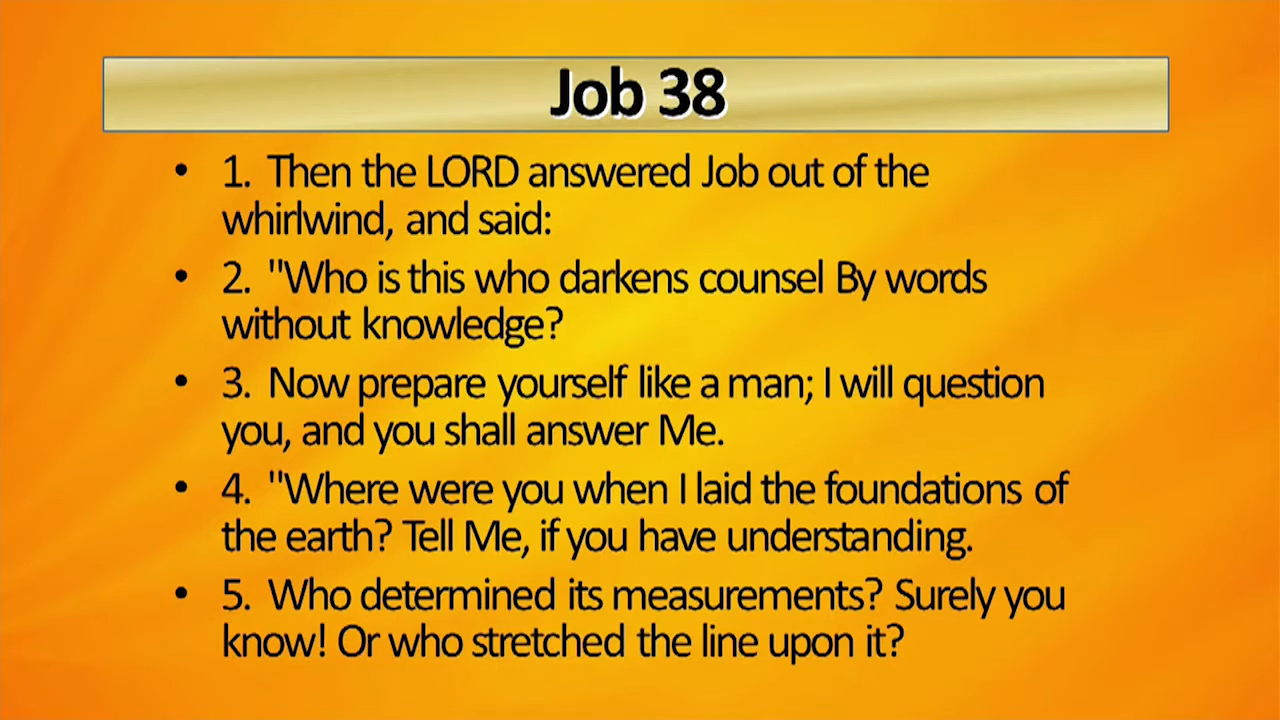 Job 38
• 1. Then the LORD answered Job out of the
whirlwind, and said:
• 2. "Who is this who darkens counsel By words
without knowledge?
• 3. Now prepare yourself like a man; I will question
you, and you shall answer Me.
• 4. "Where were you when I laid the foundations of
the earth? Tell Me, if you have understanding.
• 5. Who determined its measurements? Surely you
know! Or who stretched the line upon it?